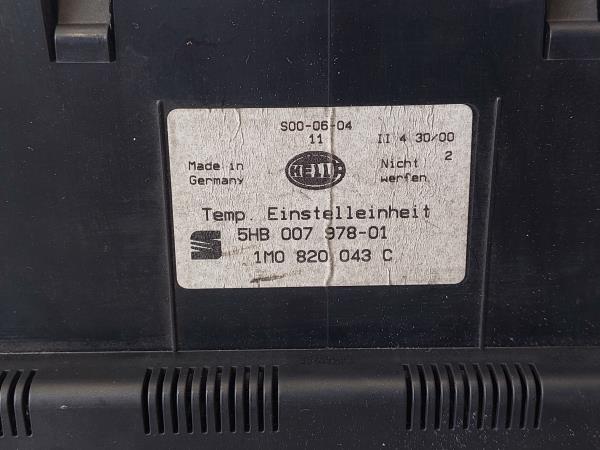 S00-06-04
11 II 4 30/00
2
Made in Germany
HELLA
Nicht werfen
Temp. Einstelleinheit
5HB 007 978-01
1M0 820 043 C